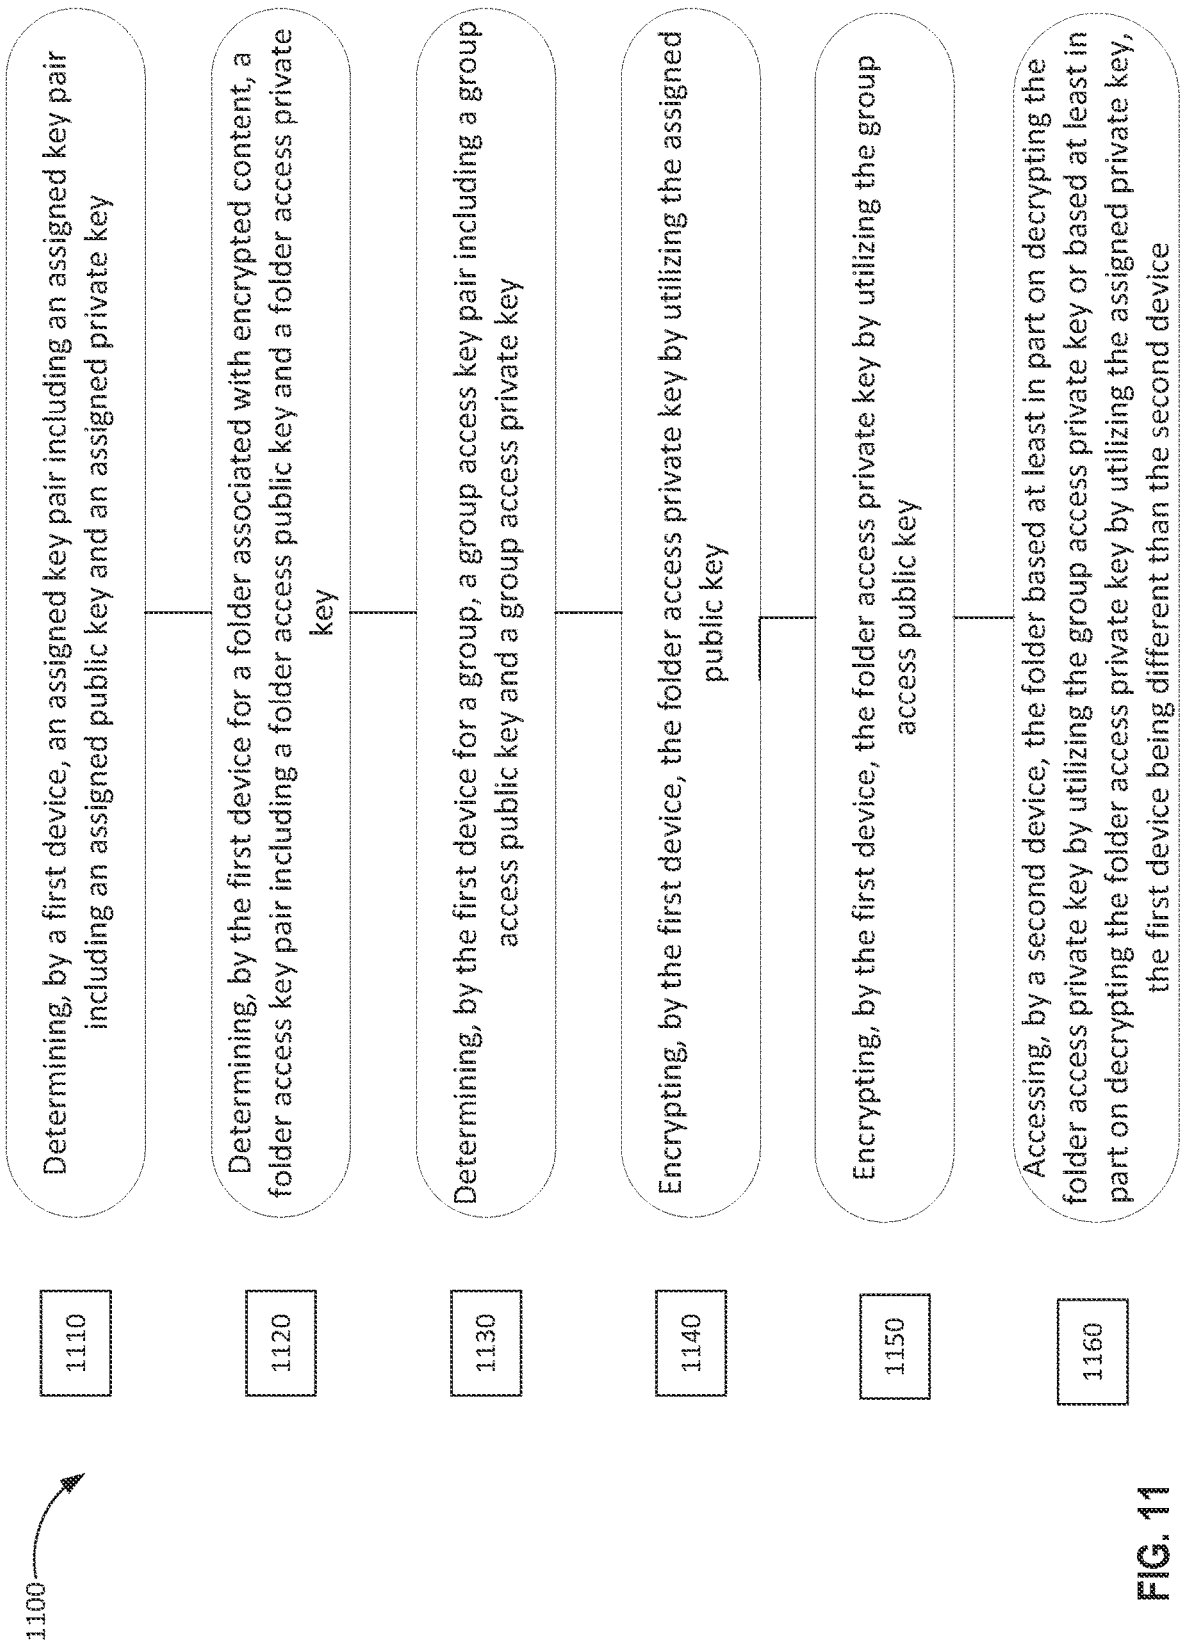 1100
1110
Determining, by a first device, an assigned key pair including an assigned key pair
including an assigned public key and an assigned private key
1120
Determining, by the first device for a folder associated with encrypted content, a
folder access key pair including a folder access public key and a folder access private
key
1130
Determining, by the first device for a group, a group access key pair including a group
access public key and a group access private key
1140
Encrypting, by the first device, the folder access private key by utilizing the assigned
public key
1150
Encrypting, by the first device, the folder access private key by utilizing the group
access public key
1160
Accessing, by a second device, the folder based at least in part on decrypting the
folder access private key by utilizing the group access private key or based at least in
part on decrypting the folder access private key by utilizing the assigned private key,
the first device being different than the second device
FIG. 11